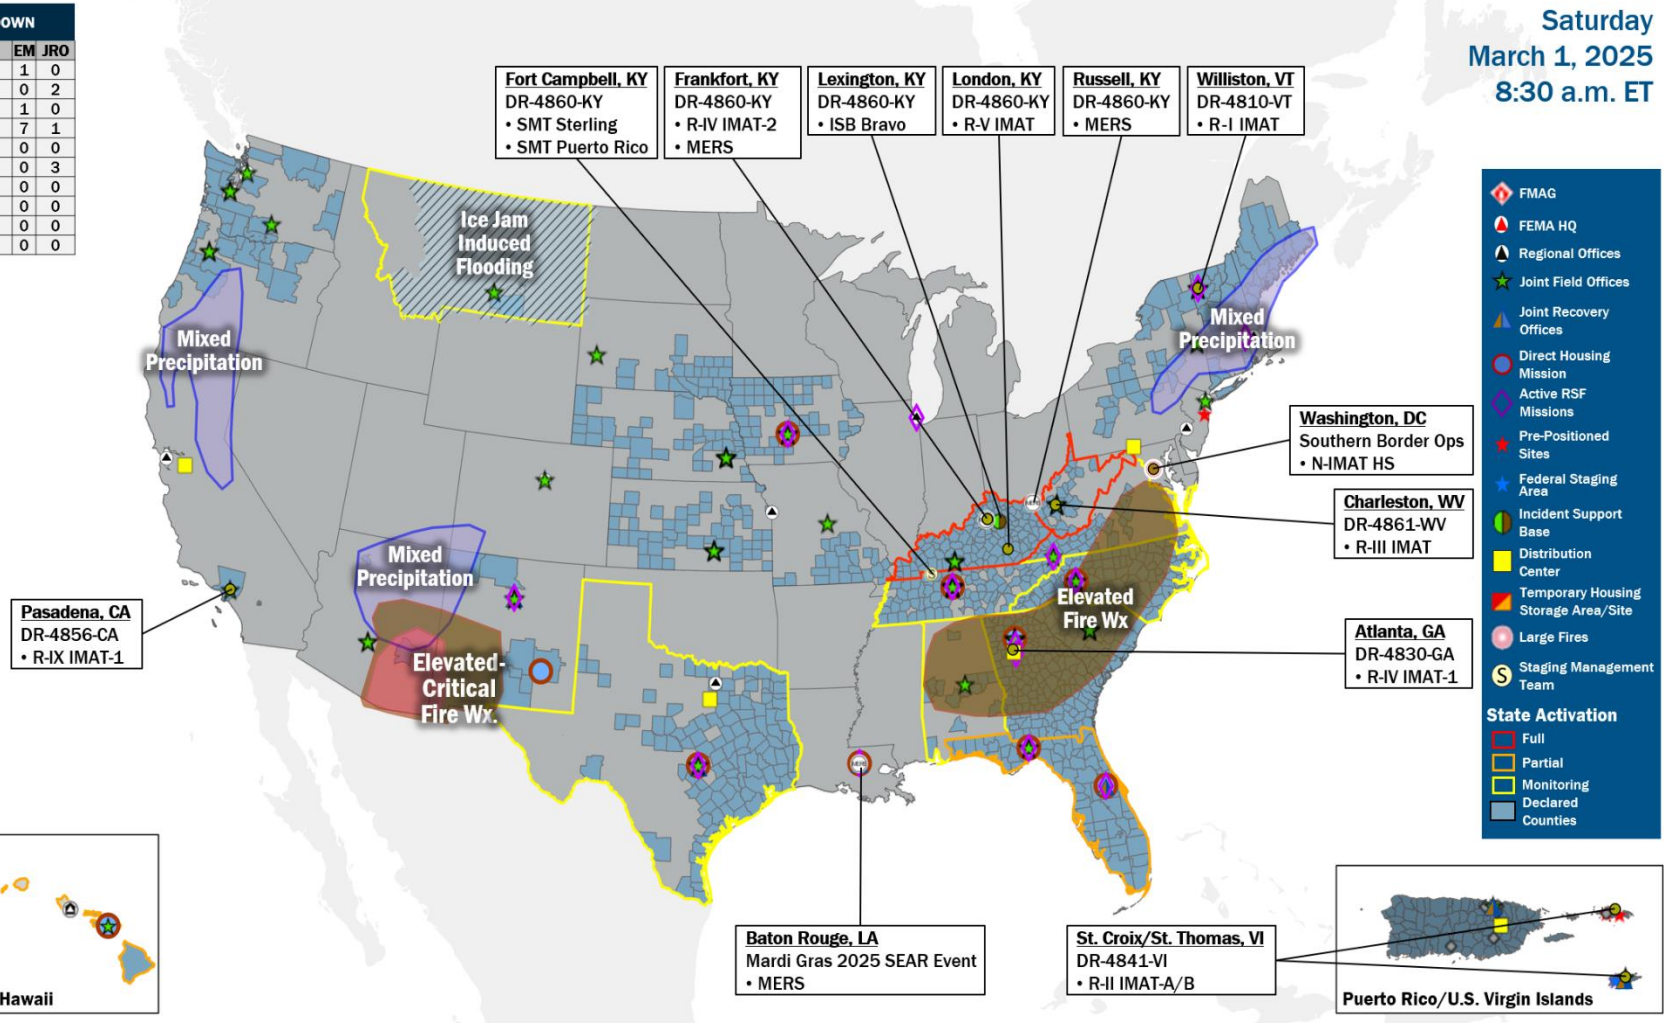 OWN
EM JRO
1 0
0 2
1 0
7 1
0 0
0 3
0 0
0 0
0 0
0 0
Saturday
March 1, 2025
8:30 a.m. ET
Fort Campbell, KY
DR-4860-KY
• SMT Sterling
• SMT Puerto Rico
Frankfort, KY
DR-4860-KY
• R-IV IMAT-2
• MERS
Lexington, KY
DR-4860-KY
• ISB Bravo
London, KY
DR-4860-KY
• R-V IMAT
Russell, KY
DR-4860-KY
• MERS
Williston, VT
DR-4810-VT
• R-I IMAT
Ice Jam
Induced
Flooding
Mixed
Precipitation
Mixed
Precipitation
Mixed
Precipitation
Elevated-
Critical
Fire Wx.
Elevated
Fire Wx
MERS
S
MERS
Washington, DC
Southern Border Ops
• N-IMAT HS
Charleston, WV
DR-4861-WV
• R-III IMAT
Atlanta, GA
DR-4830-GA
• R-IV IMAT-1
Pasadena, CA
DR-4856-CA
• R-IX IMAT-1
Baton Rouge, LA
Mardi Gras 2025 SEAR Event
• MERS
St. Croix/St. Thomas, VI
DR-4841-VI
• R-II IMAT-A/B
Hawaii
Puerto Rico/U.S. Virgin Islands
FMAG
FEMA HQ
Regional Offices
Joint Field Offices
Joint Recovery
Offices
Direct Housing
Mission
Active RSF
Missions
Pre-Positioned
Sites
Federal Staging
Area
Incident Support
Base
Distribution
Center
Temporary Housing
Storage Area/Site
Large Fires
S
Staging Management
Team
State Activation
Full
Partial
Monitoring
Declared
Counties